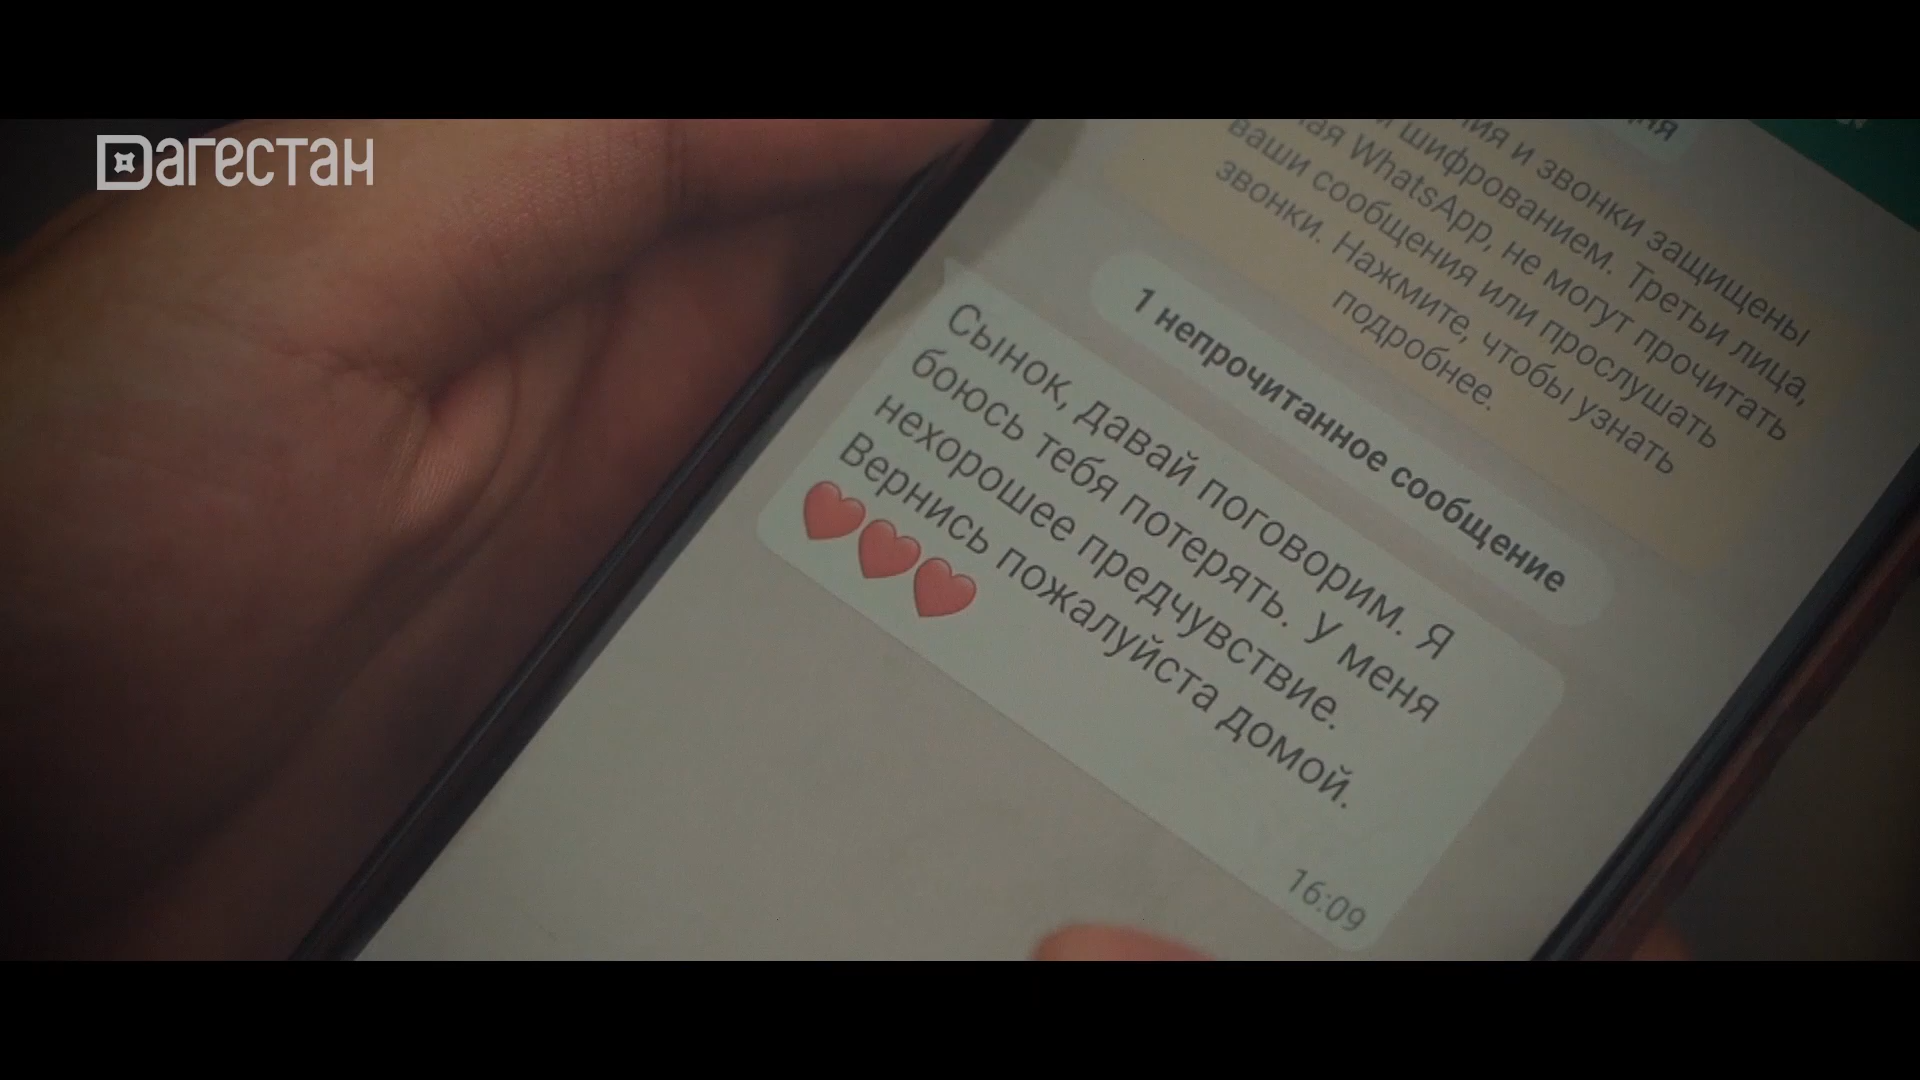 Дагестан
ия и звонки защищены
шифрованием. Третьи лица,
ная WhatsApp, не могут прочитать
ваши сообщения или прослушать
звонки. Нажмите, чтобы узнать
подробнее.
1 непрочитанное сообщение
Сынок, давай поговорим. Я
боюсь тебя потерять. У меня
нехорошее предчувствие.
Вернись пожалуйста домой.
❤️❤️❤️
16:09